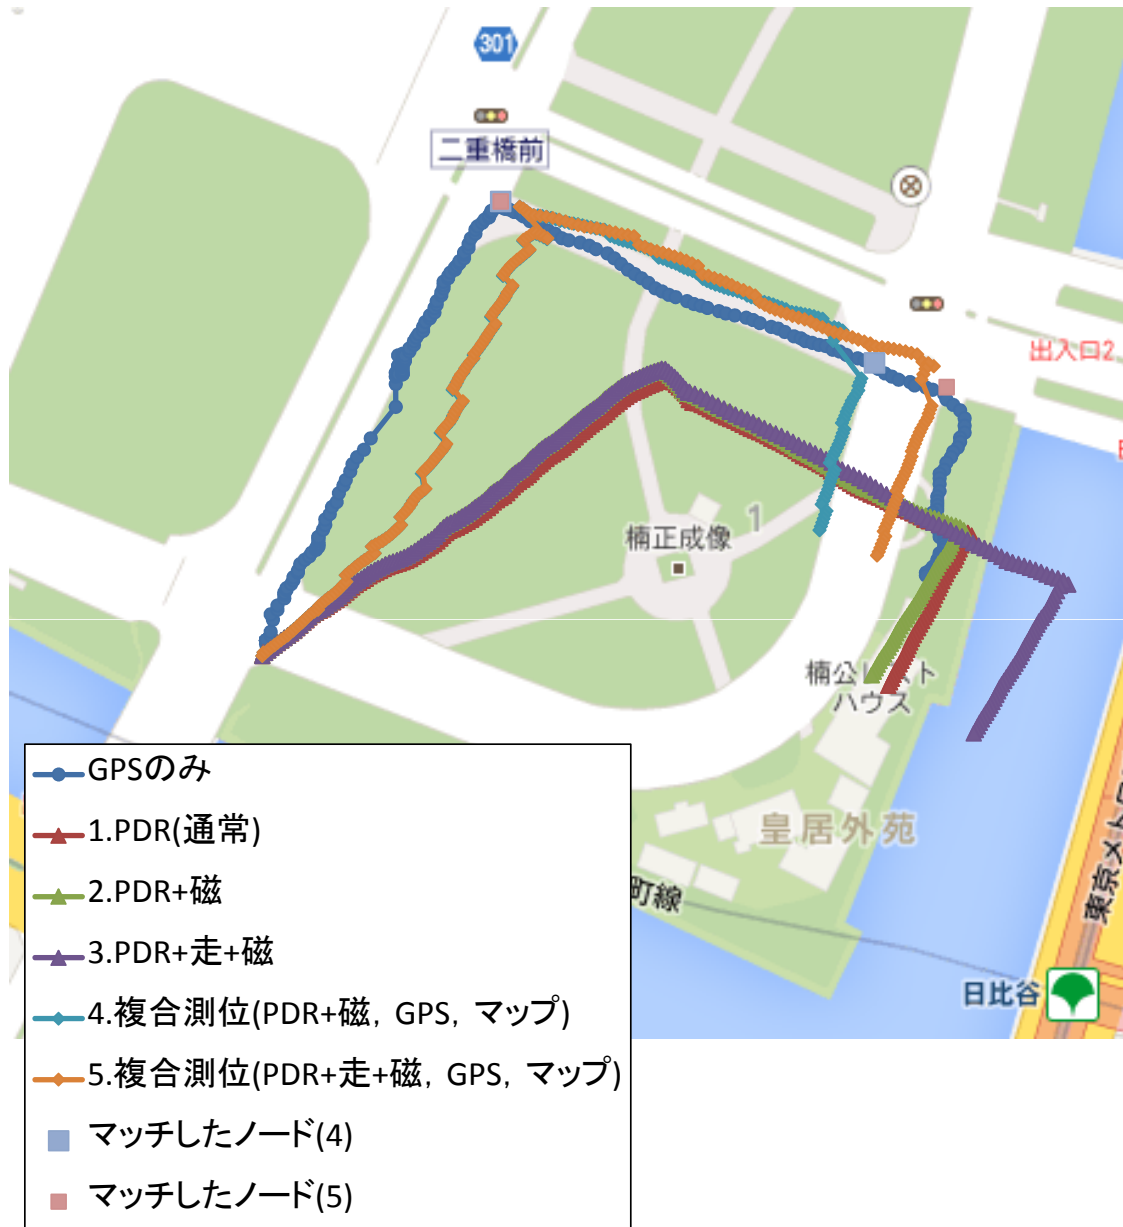 301
二重橋前
出入口2
1
楠正成像
楠公レスト
ハウス
皇居外苑
町線
東京メトロ
日比谷
GPSのみ
1.PDR(通常)
2.PDR+磁
3.PDR+走+磁
4.複合測位(PDR+磁, GPS, マップ)
5.複合測位(PDR+走+磁, GPS, マップ)
マッチしたノード(4)
マッチしたノード(5)